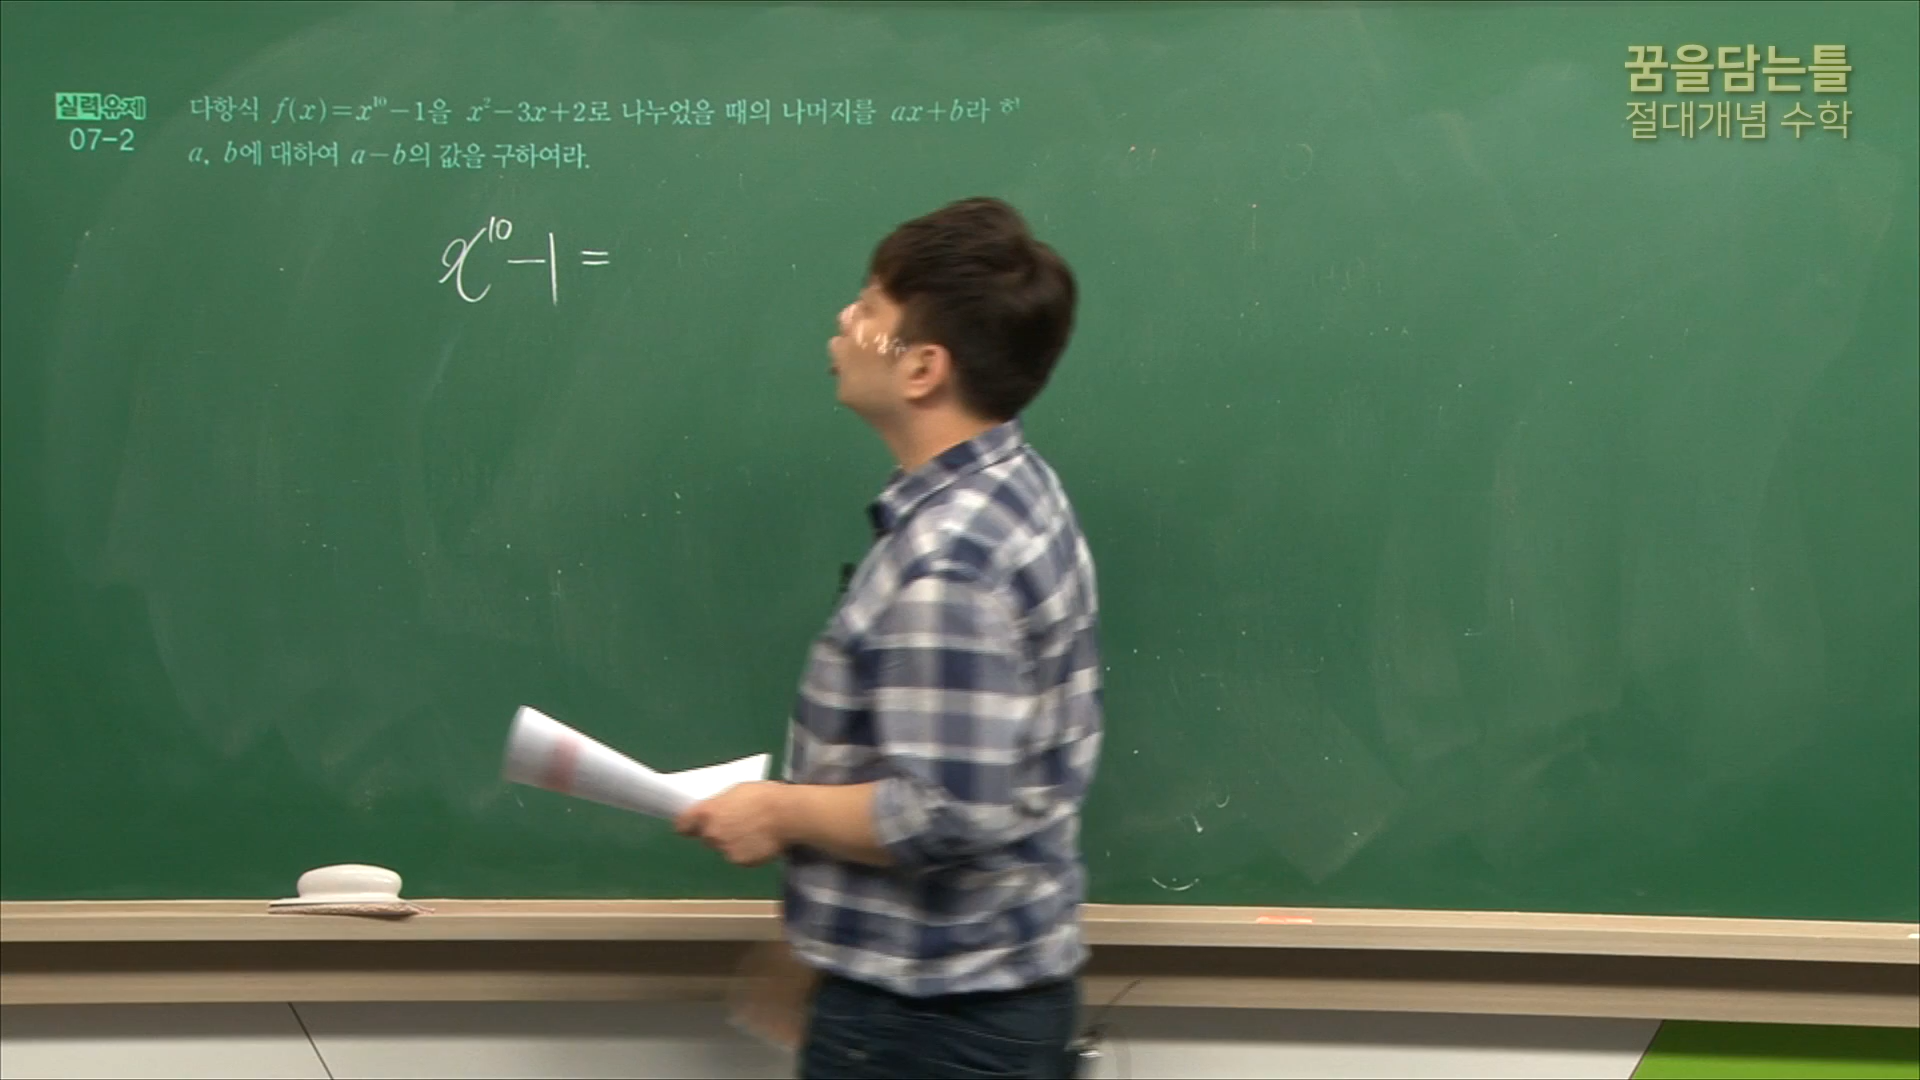 꿈을담는틀
절대개념 수학
실력유제
07-2
다항식 f(x)=x¹⁰-1을 x²-3x+2로 나누었을 때의 나머지를 ax+b라
a, b에 대하여 a-b의 값을 구하여라.
x¹⁰-1=